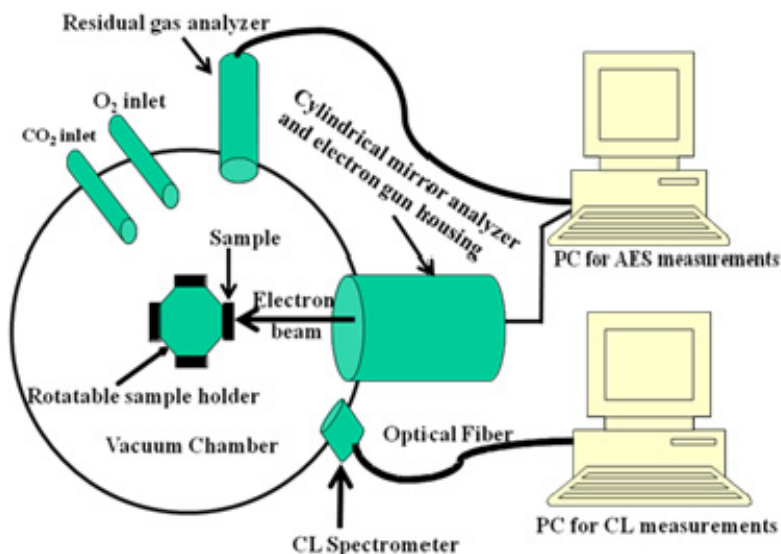 Residual gas analyzer
O₂ inlet
CO₂ inlet
Cylindrical mirror analyzer
and electron gun housing
Sample
PC for AES measurements
Electron
beam
Rotatable sample holder
Vacuum Chamber
Optical Fiber
CL Spectrometer
PC for CL measurements